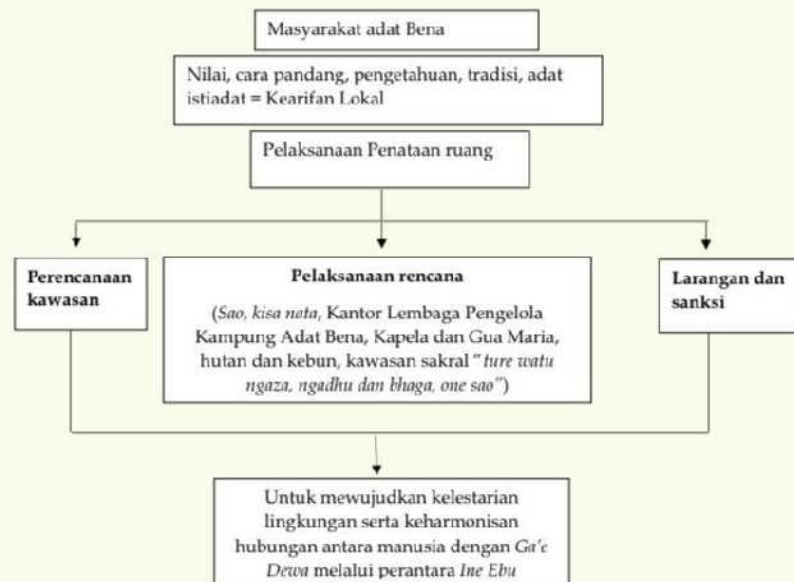 Masyarakat adat Bena
Nilai, cara pandang, pengetahuan, tradisi, adat
istiadat = Kearifan Lokal
Pelaksanaan Penataan ruang
Perencanaan
kawasan
Pelaksanaan rencana
(Sao, kisa nata, Kantor Lembaga Pengelola
Kampung Adat Bena, Kapela dan Gua Maria,
hutan dan kebun, kawasan sakral "ture watu
ngaza, ngadhu dan bhaga, one sao")
Larangan dan
sanksi
Untuk mewujudkan kelestarian
lingkungan serta keharmonisan
hubungan antara manusia dengan Ga'e
Dewa melalui perantara Ine Ebu